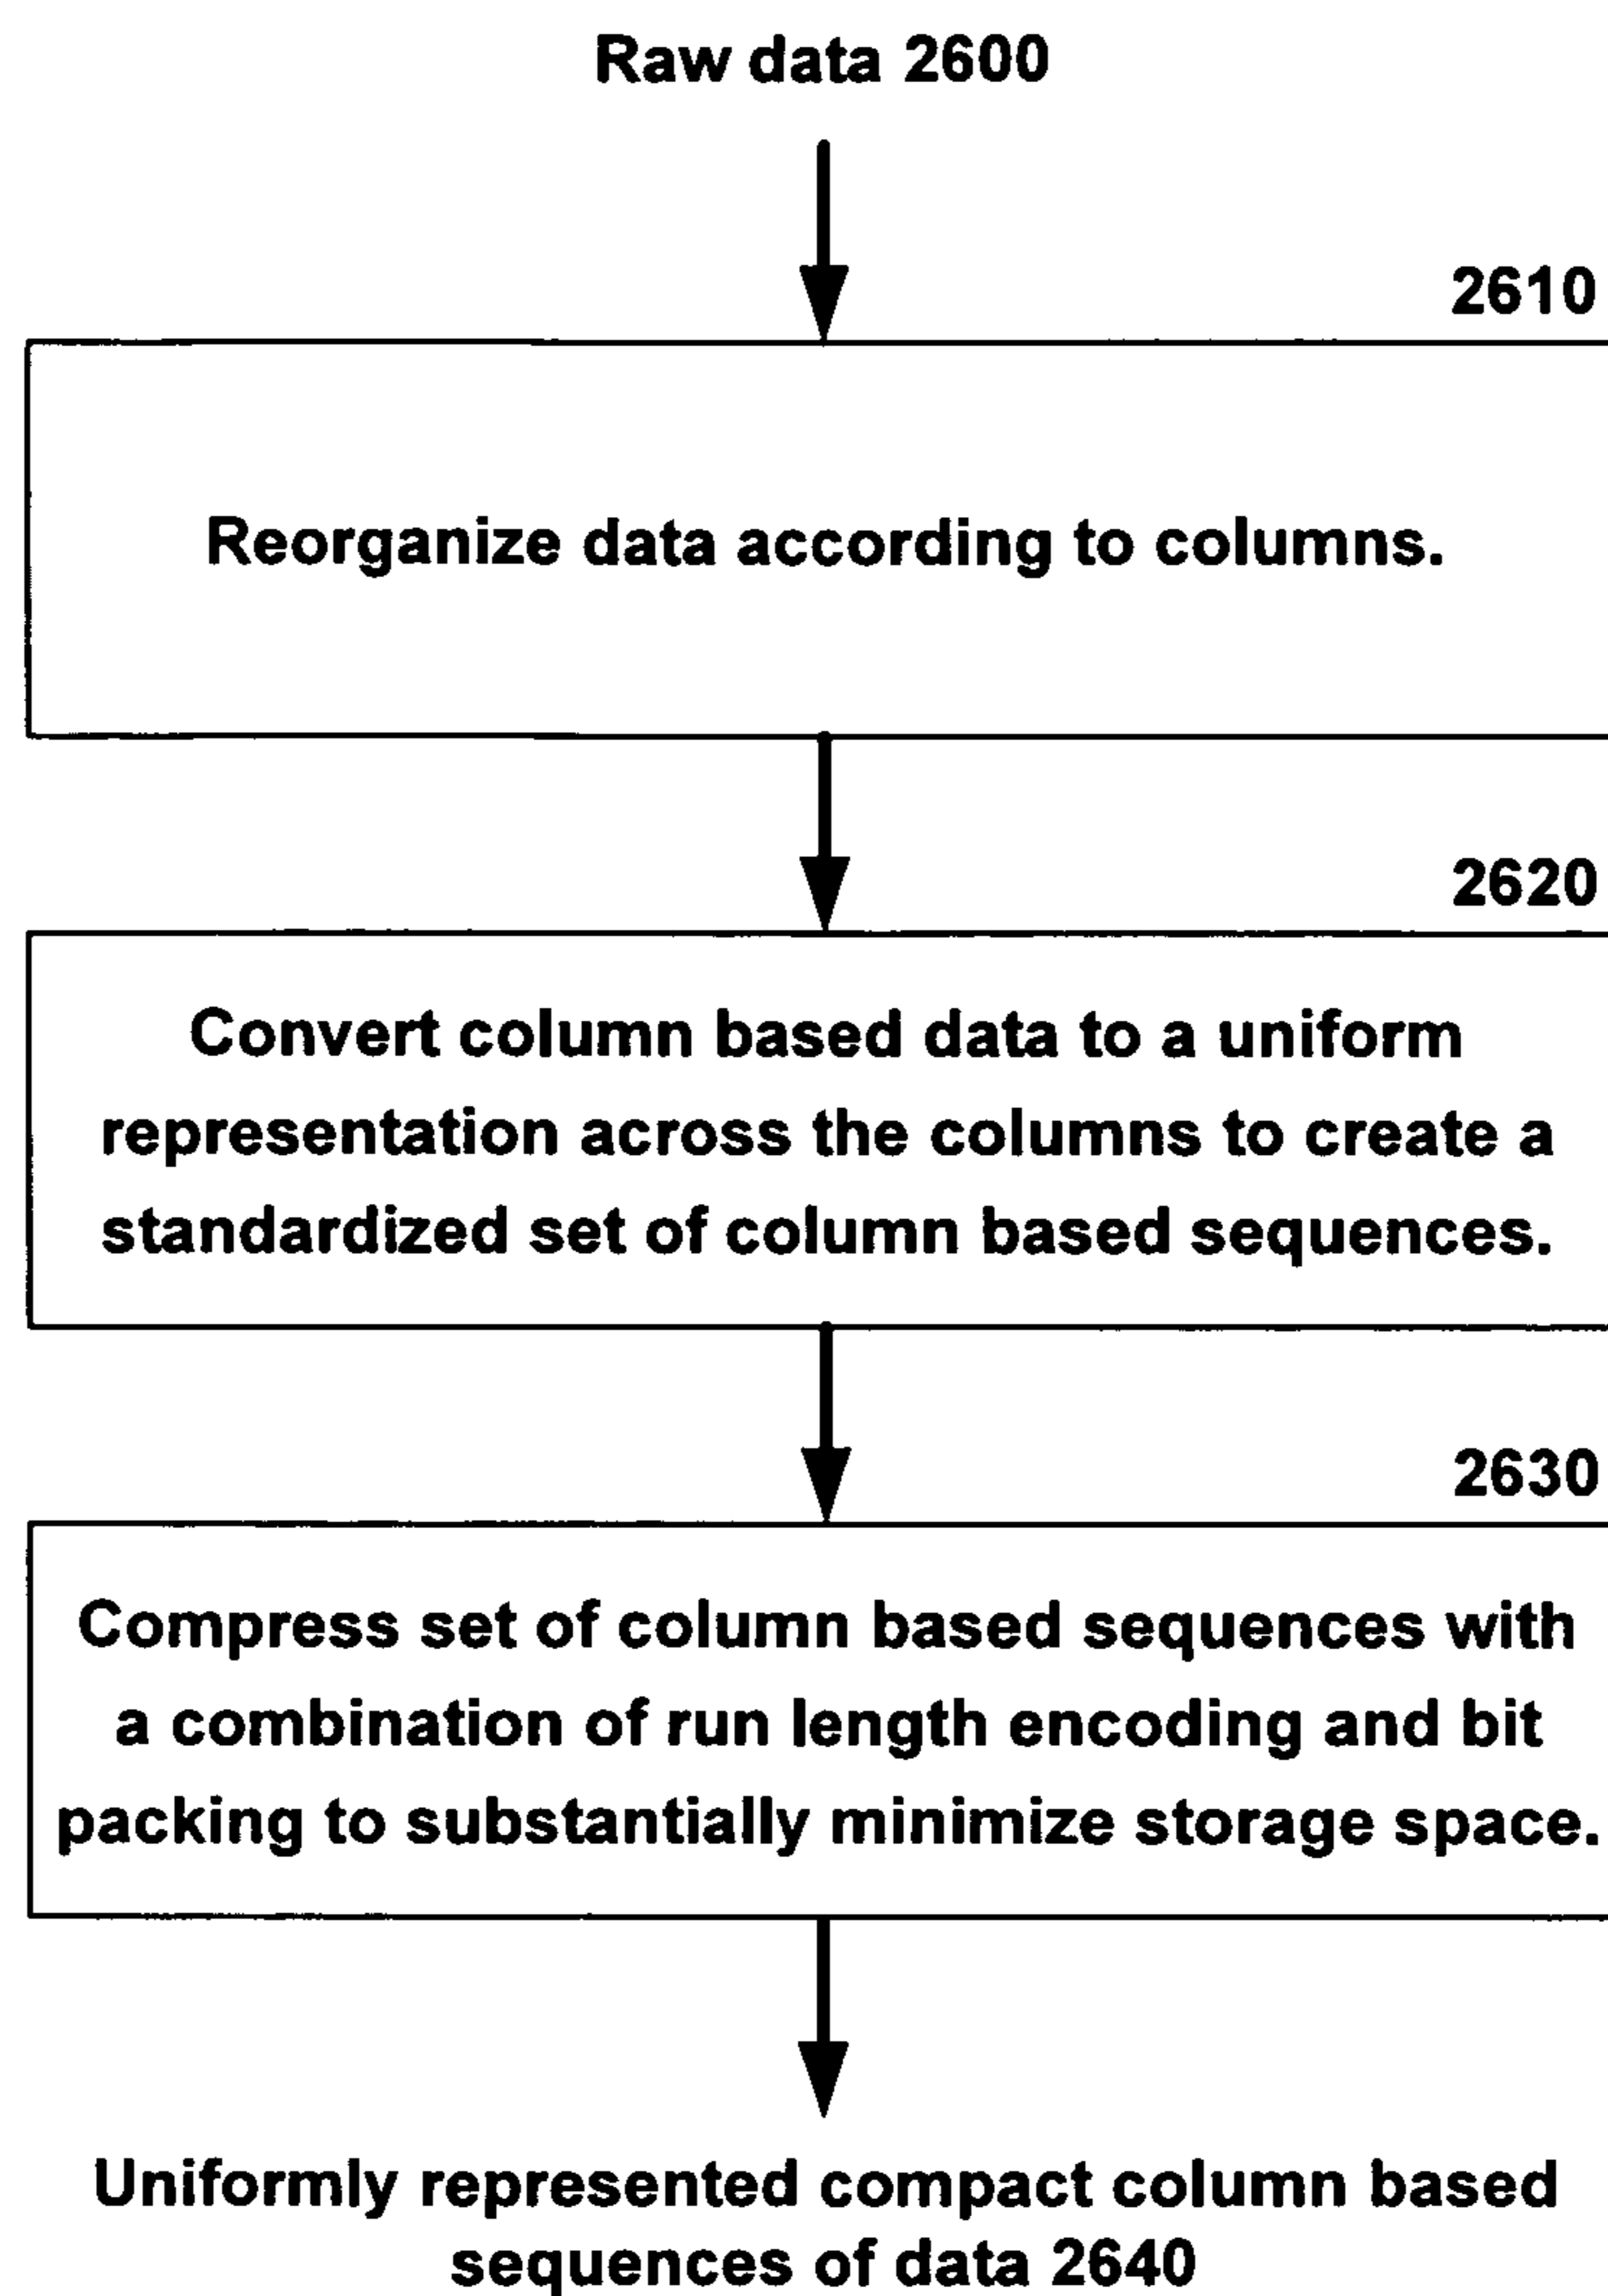 Raw data 2600
2610
Reorganize data according to columns.
2620
Convert column based data to a uniform
representation across the columns to create a
standardized set of column based sequences.
2630
Compress set of column based sequences with
a combination of run length encoding and bit
packing to substantially minimize storage space.
Uniformly represented compact column based
sequences of data 2640